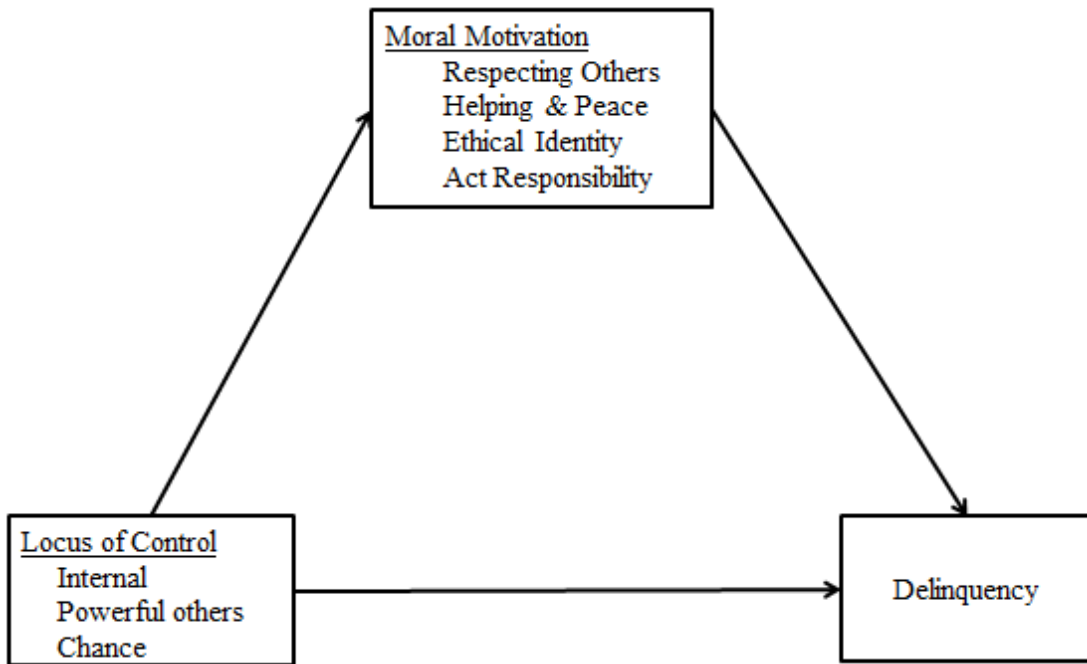 Moral Motivation
Respecting Others
Helping & Peace
Ethical Identity
Act Responsibility
Locus of Control
Internal
Powerful others
Chance
Delinquency